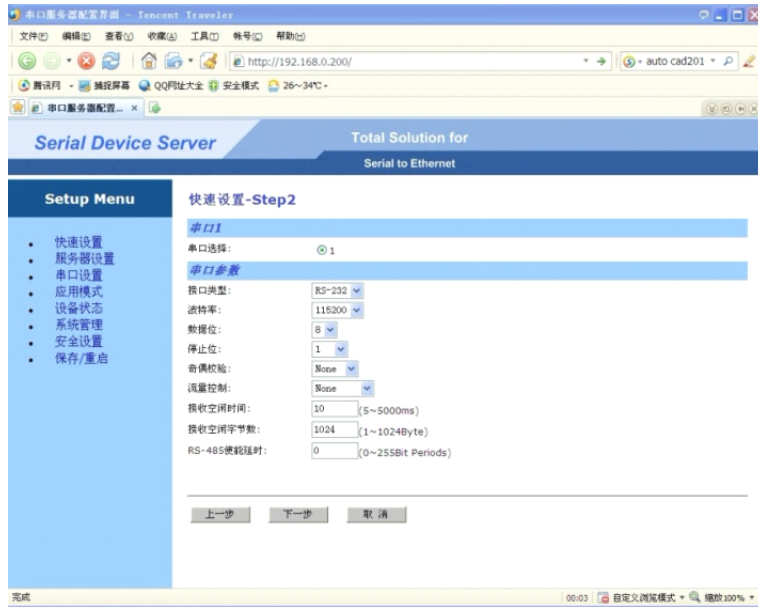 串口服务器配置界面 - Tencent Traveler
文件(F) 编辑(E) 查看(V) 收藏(A) 工具(T) 帐号(C) 帮助(H)
http://192.168.0.200/ auto cad201
腾讯网 捕捉屏幕 QQ网址大全 安全模式 26~34℃
串口服务器配置… ×
Serial Device Server
Total Solution for
Serial to Ethernet
Setup Menu
快速设置
服务器设置
串口设置
应用模式
设备状态
系统管理
安全设置
保存/重启
快速设置-Step2
串口1
串口选择: 1
串口参数
接口类型: RS-232
波特率: 115200
数据位: 8
停止位: 1
奇偶校验: None
流量控制: None
接收空闲时间: 10 (5~5000ms)
接收空闲字节数: 1024 (1~1024Byte)
RS-485使能延时: 0 (0~255Bit Periods)
上一步 下一步 取 消
完成 00:03 自定义浏览模式 缩放100%